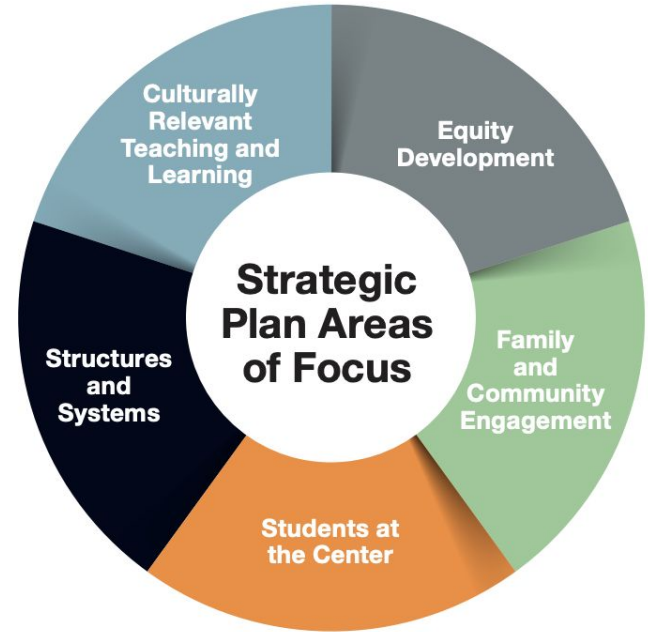 Culturally
Relevant
Teaching and
Learning
Equity
Development
Strategic
Plan Areas
of Focus
Structures
and
Systems
Family
and
Community
Engagement
Students at
the Center